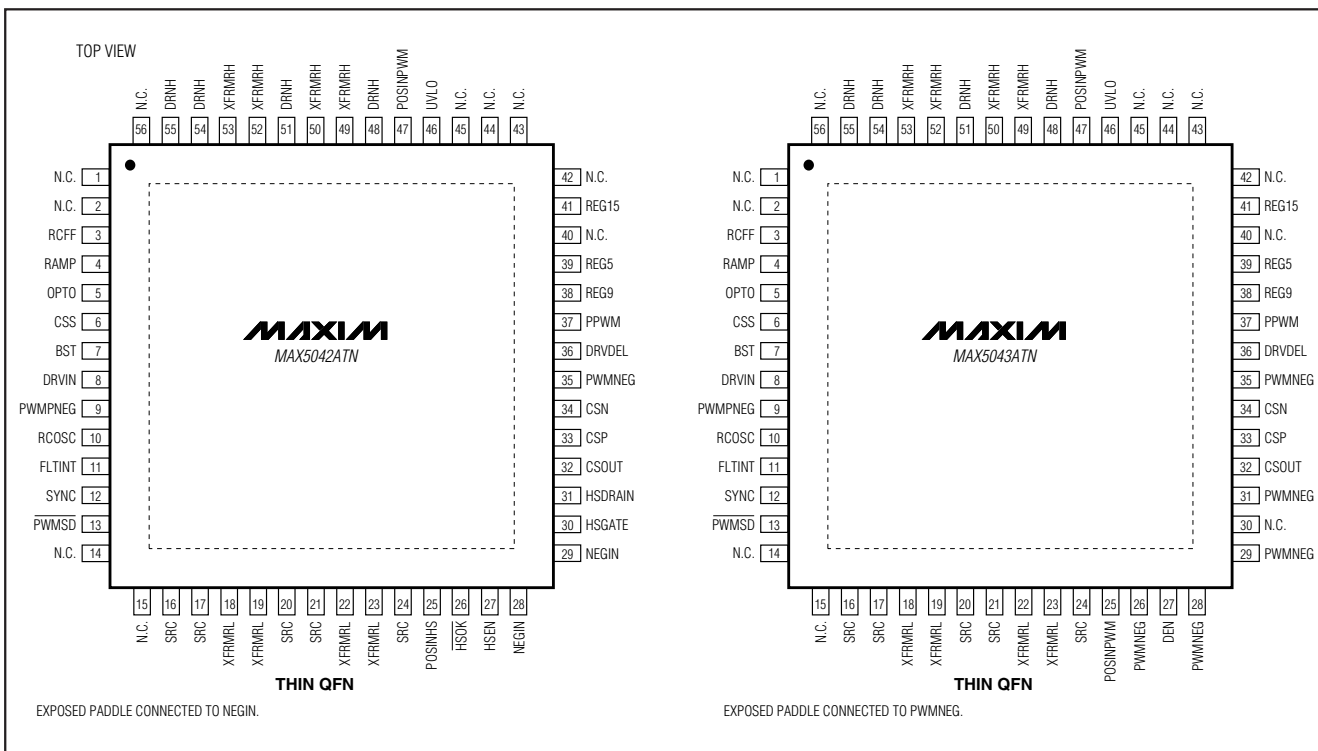 TOP VIEW
N.C.
DRNH
DRNH
XFRMRH
XFRMRH
DRNH
XFRMRH
XFRMRH
DRNH
POSINPWM
UVLO
N.C.
N.C.
N.C.
56 55 54 53 52 51 50 49 48 47 46 45 44 43
N.C. 1
N.C. 2
RCFF 3
RAMP 4
OPTO 5
CSS 6
BST 7
DRVIN 8
PWMPNEG 9
RCOSC 10
FLTINT 11
SYNC 12
PWMSD 13
N.C. 14
MAXIM
MAX5042ATN
42 N.C.
41 REG15
40 N.C.
39 REG5
38 REG9
37 PPWM
36 DRVDEL
35 PWMNEG
34 CSN
33 CSP
32 CSOUT
31 HSDRAIN
30 HSGATE
29 NEGIN
15 16 17 18 19 20 21 22 23 24 25 26 27 28
N.C.
SRC
SRC
XFRMRL
XFRMRL
SRC
SRC
XFRMRL
XFRMRL
SRC
POSINHS
HSOK
HSEN
NEGIN
THIN QFN
EXPOSED PADDLE CONNECTED TO NEGIN.
N.C.
DRNH
DRNH
XFRMRH
XFRMRH
DRNH
XFRMRH
XFRMRH
DRNH
POSINPWM
UVLO
N.C.
N.C.
N.C.
56 55 54 53 52 51 50 49 48 47 46 45 44 43
N.C. 1
N.C. 2
RCFF 3
RAMP 4
OPTO 5
CSS 6
BST 7
DRVIN 8
PWMPNEG 9
RCOSC 10
FLTINT 11
SYNC 12
PWMSD 13
N.C. 14
MAXIM
MAX5043ATN
42 N.C.
41 REG15
40 N.C.
39 REG5
38 REG9
37 PPWM
36 DRVDEL
35 PWMNEG
34 CSN
33 CSP
32 CSOUT
31 PWMNEG
30 N.C.
29 PWMNEG
15 16 17 18 19 20 21 22 23 24 25 26 27 28
N.C.
SRC
SRC
XFRMRL
XFRMRL
SRC
SRC
XFRMRL
XFRMRL
SRC
POSINPWM
PWMNEG
DEN
PWMNEG
THIN QFN
EXPOSED PADDLE CONNECTED TO PWMNEG.